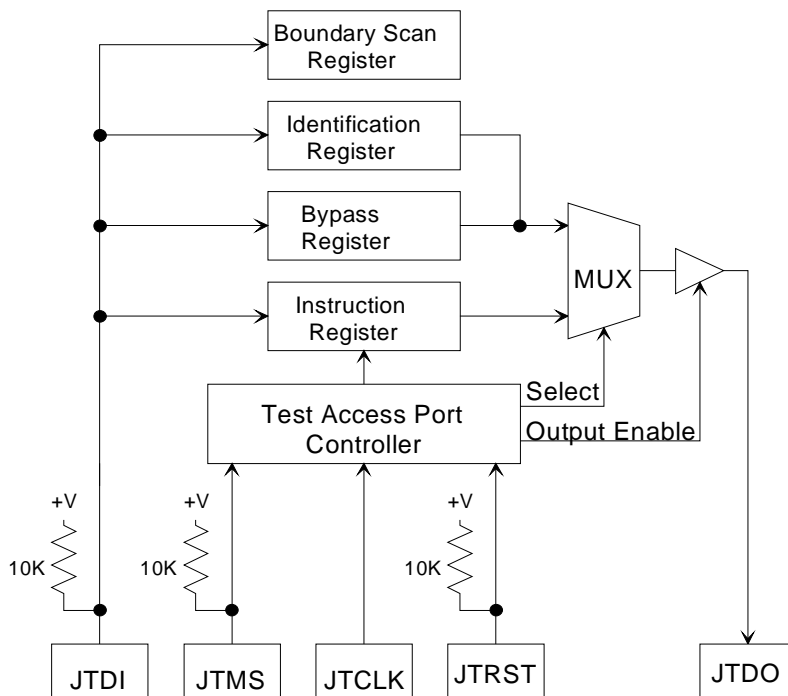 Boundary Scan
Register
Identification
Register
Bypass
Register
MUX
Instruction
Register
Select
Test Access Port
Controller
Output Enable
+V
+V
+V
10K
10K
10K
JTDI
JTMS
JTCLK
JTRST
JTDO